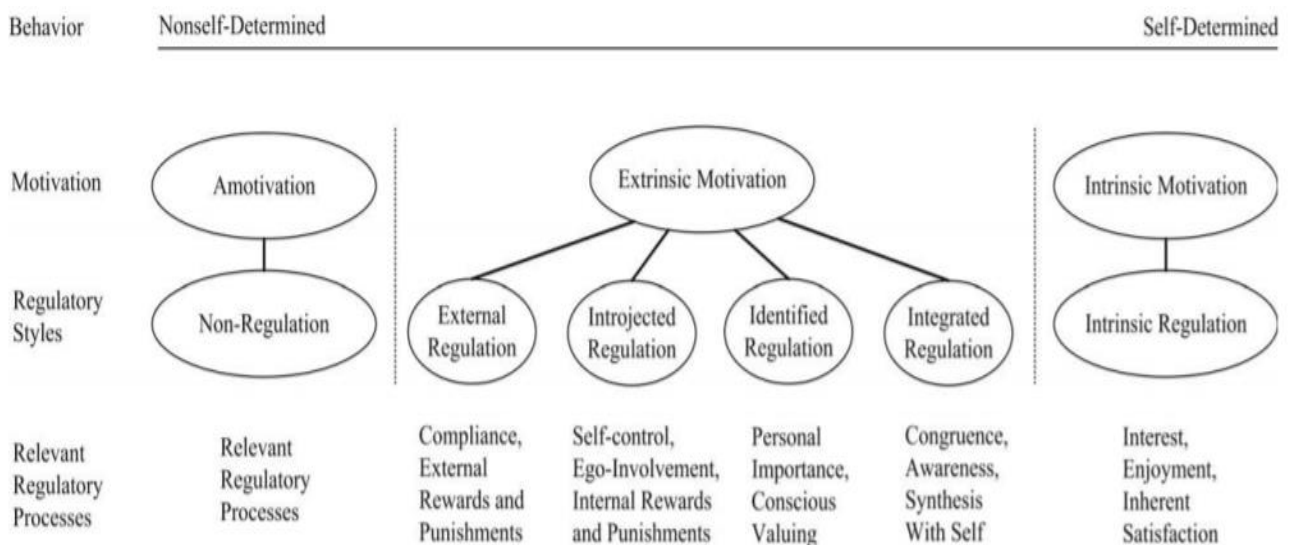 Behavior Nonself-Determined Self-Determined
Motivation Amotivation Extrinsic Motivation Intrinsic Motivation
Regulatory
Styles
Non-Regulation
External
Regulation
Introjected
Regulation
Identified
Regulation
Integrated
Regulation
Intrinsic Regulation
Relevant
Regulatory
Processes
Relevant
Regulatory
Processes
Compliance,
External
Rewards and
Punishments
Self-control,
Ego-Involvement,
Internal Rewards
and Punishments
Personal
Importance,
Conscious
Valuing
Congruence,
Awareness,
Synthesis
With Self
Interest,
Enjoyment,
Inherent
Satisfaction